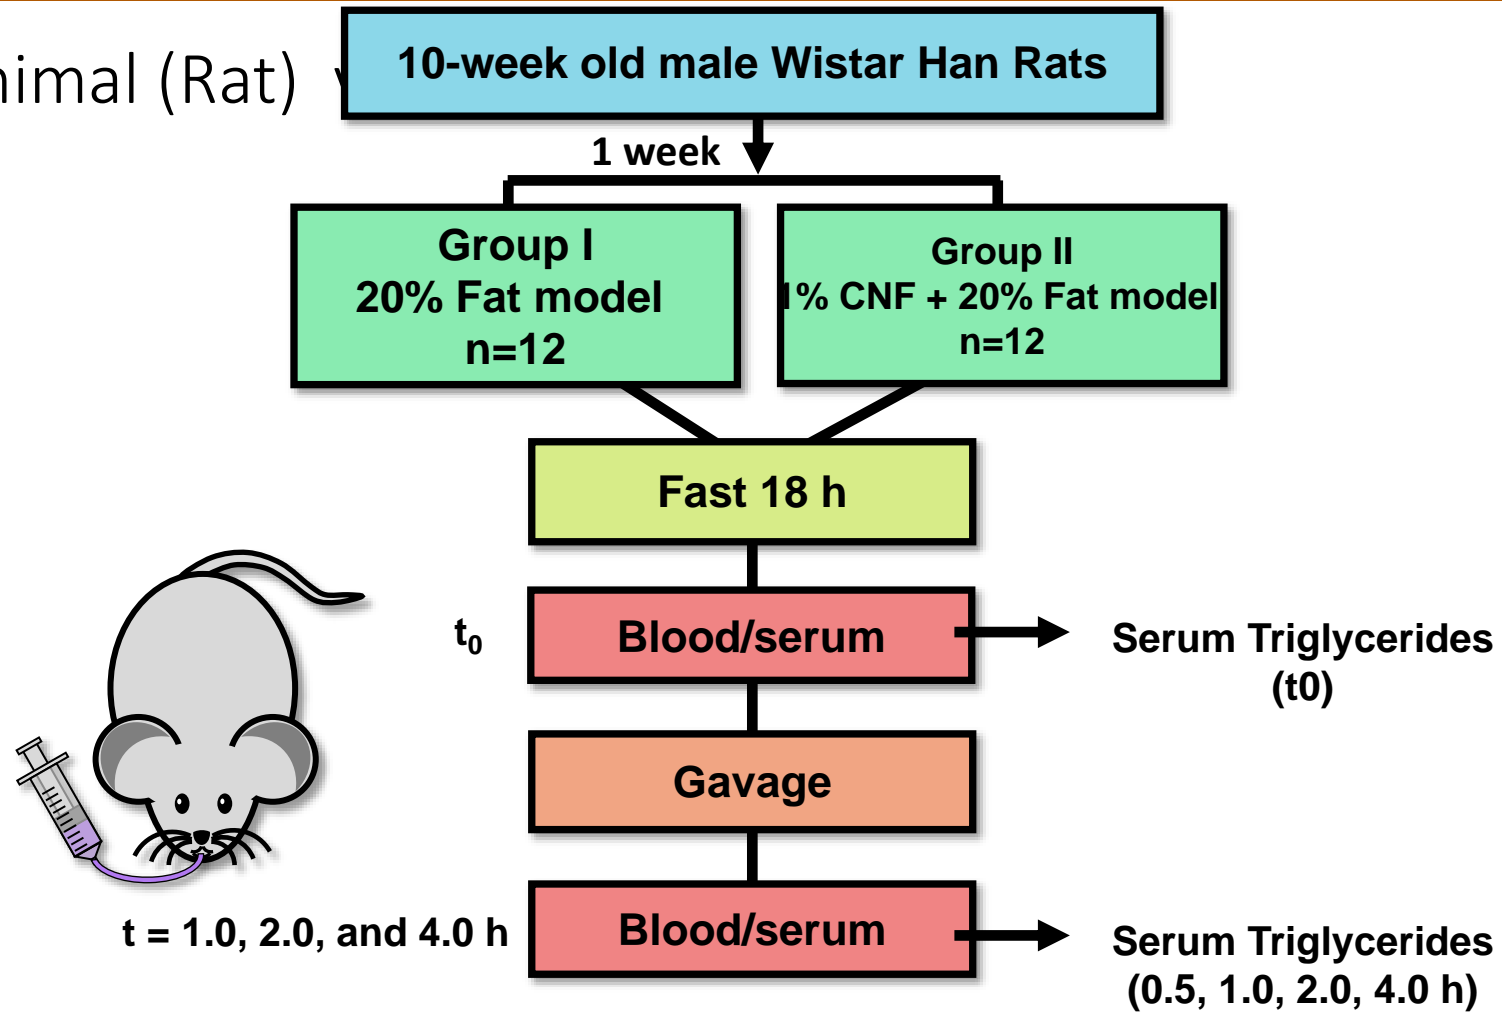 nimal (Rat)
10-week old male Wistar Han Rats
1 week
Group I
20% Fat model
n=12
Group II
1% CNF + 20% Fat model
n=12
Fast 18 h
t₀
Blood/serum
Serum Triglycerides
(t0)
Gavage
t = 1.0, 2.0, and 4.0 h
Blood/serum
Serum Triglycerides
(0.5, 1.0, 2.0, 4.0 h)